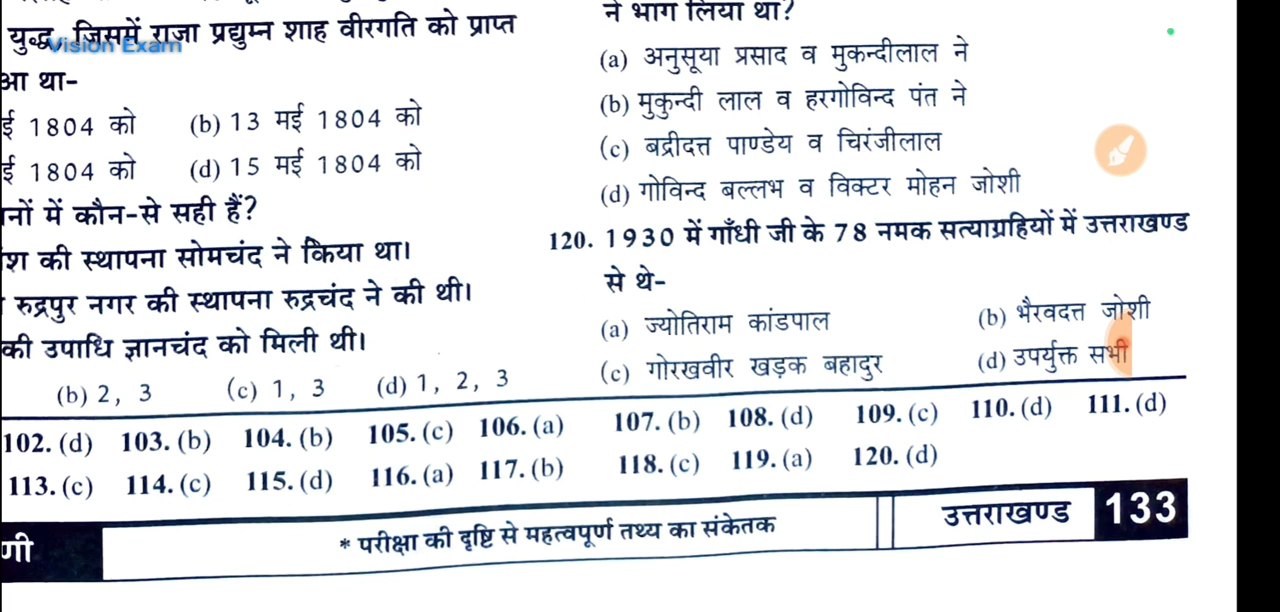 युद्ध, जिसमें राजा प्रद्युम्न शाह वीरगति को प्राप्त
Vision Exam
आ था-
ई 1804 को (b) 13 मई 1804 को
ई 1804 को (d) 15 मई 1804 को
नों में कौन-से सही हैं?
श की स्थापना सोमचंद ने किया था।
रुद्रपुर नगर की स्थापना रुद्रचंद ने की थी।
की उपाधि ज्ञानचंद को मिली थी।
(b) 2, 3 (c) 1, 3 (d) 1, 2, 3
ने भाग लिया था?
(a) अनुसूया प्रसाद व मुकन्दीलाल ने
(b) मुकुन्दी लाल व हरगोविन्द पंत ने
(c) बद्रीदत्त पाण्डेय व चिरंजीलाल
(d) गोविन्द बल्लभ व विक्टर मोहन जोशी
120. 1930 में गाँधी जी के 78 नमक सत्याग्रहियों में उत्तराखण्ड
से थे-
(a) ज्योतिराम कांडपाल (b) भैरवदत्त जोशी
(c) गोरखवीर खड़क बहादुर (d) उपर्युक्त सभी
102. (d) 103. (b) 104. (b) 105. (c) 106. (a) 107. (b) 108. (d) 109. (c) 110. (d) 111. (d)
113. (c) 114. (c) 115. (d) 116. (a) 117. (b) 118. (c) 119. (a) 120. (d)
णी * परीक्षा की दृष्टि से महत्वपूर्ण तथ्य का संकेतक उत्तराखण्ड 133